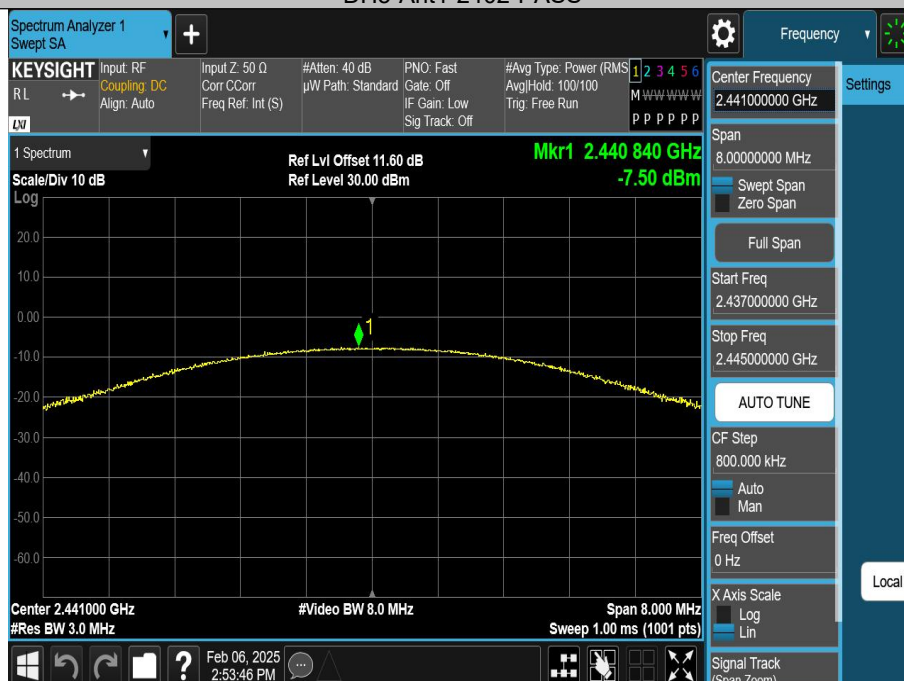 Spectrum Analyzer 1
Swept SA
+
Frequency
KEYSIGHT
RL
LXI
Input: RF
Coupling: DC
Align: Auto
Input Z: 50 Ω
Corr CCorr
Freq Ref: Int (S)
#Atten: 40 dB
µW Path: Standard
PNO: Fast
Gate: Off
IF Gain: Low
Sig Track: Off
#Avg Type: Power (RMS
Avg|Hold: 100/100
Trig: Free Run
1 2 3 4 5 6
M W W W W W
P P P P P P
1 Spectrum
Scale/Div 10 dB
Log
Ref Lvl Offset 11.60 dB
Ref Level 30.00 dBm
Mkr1 2.440 840 GHz
-7.50 dBm
20.0
10.0
0.00
-10.0
-20.0
-30.0
-40.0
-50.0
-60.0
1
Center 2.441000 GHz
#Res BW 3.0 MHz
#Video BW 8.0 MHz
Span 8.000 MHz
Sweep 1.00 ms (1001 pts)
Feb 06, 2025
2:53:46 PM
Center Frequency
2.441000000 GHz
Settings
Span
8.00000000 MHz
Swept Span
Zero Span
Full Span
Start Freq
2.437000000 GHz
Stop Freq
2.445000000 GHz
AUTO TUNE
CF Step
800.000 kHz
Auto
Man
Freq Offset
0 Hz
Local
X Axis Scale
Log
Lin
Signal Track
(Span Zoom)